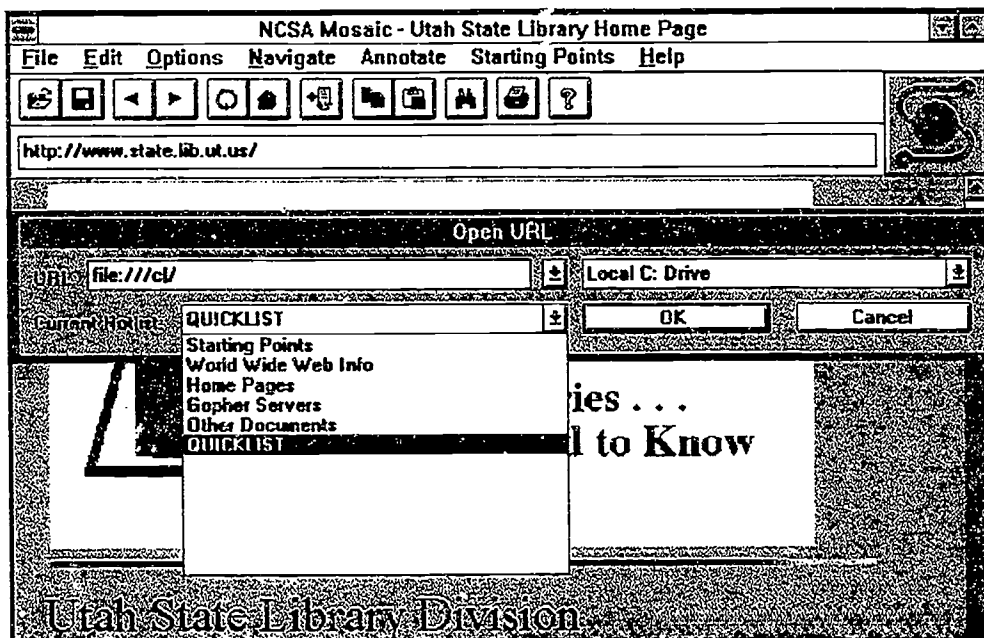 NCSA Mosaic - Utah State Library Home Page
File Edit Options Navigate Annotate Starting Points Help
http://www.state.lib.ut.us/
Open URL
URL: file:///c|/ Local C: Drive
Current Hotlist: QUICKLIST OK Cancel
Starting Points
World Wide Web Info
Home Pages
Gopher Servers
Other Documents
QUICKLIST
ries . . .
d to Know
Utah State Library Division